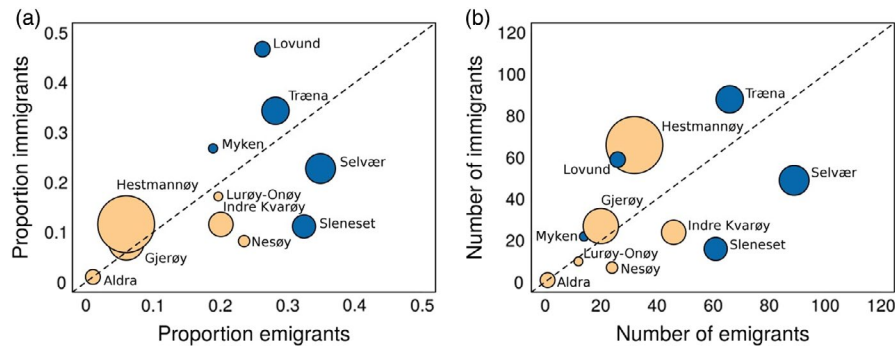 (a)
0.5
0.4
0.3
0.2
0.1
0
Proportion immigrants
Lovund
Træna
Myken
Selvær
Hestmannøy
Lurøy-Onøy
Indre Kvarøy
Sleneset
Nesøy
Gjerøy
Aldra
0 0.1 0.2 0.3 0.4 0.5
Proportion emigrants
(b)
120
100
80
60
40
20
0
Number of immigrants
Træna
Hestmannøy
Lovund
Selvær
Gjerøy
Myken
Indre Kvarøy
Sleneset
Lurøy-Onøy
Nesøy
Aldra
0 20 40 60 80 100 120
Number of emigrants